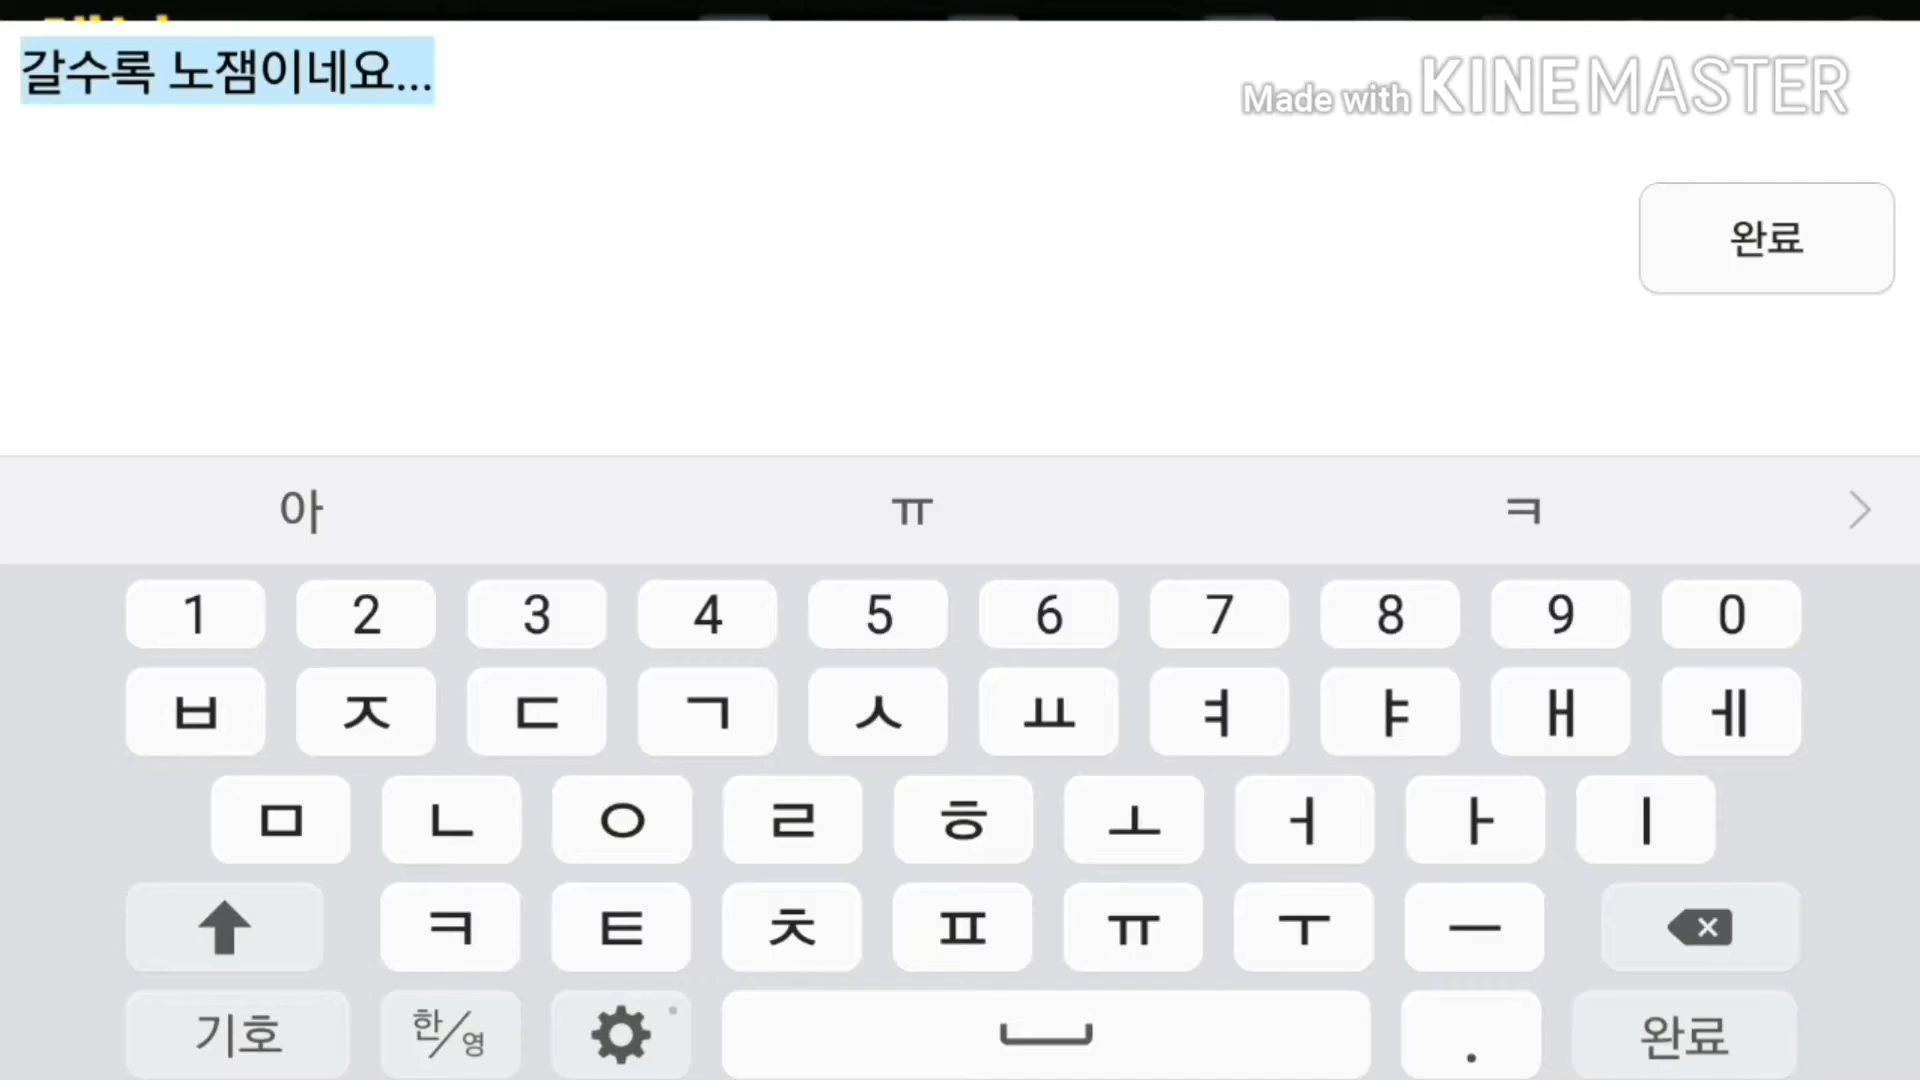 갈수록 노잼이네요...
Made with KINEMASTER
완료
아 ㅠ ㅋ
1 2 3 4 5 6 7 8 9 0
ㅂ ㅈ ㄷ ㄱ ㅅ ㅛ ㅕ ㅑ ㅐ ㅔ
ㅁ ㄴ ㅇ ㄹ ㅎ ㅗ ㅓ ㅏ ㅣ
ㅋ ㅌ ㅊ ㅍ ㅠ ㅜ ㅡ
기호 한/영 . 완료